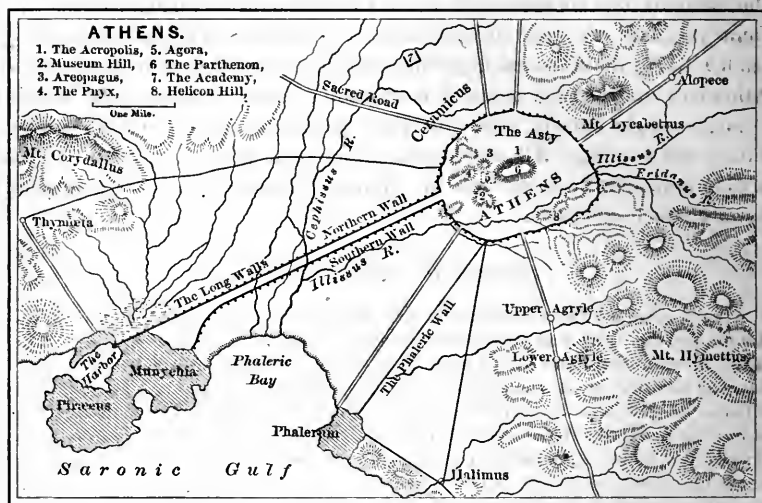 ATHENS.
1. The Acropolis, 5. Agora,
2. Museum Hill, 6 The Parthenon,
3. Areopagus, 7. The Academy,
4. The Pnyx, 8. Helicon Hill,
One Mile.
7
Alopece
Sacred Road
Ceramicus
Mt. Lycabettus
The Asty
3 1
6
5
ATHENS
Illissus R.
Eridanus R.
Mt. Corydallus
Cephissus R.
Northern Wall
Thymœta
Southern Wall
The Long Walls
Illissus R.
Upper Agryle
The Phaleric Wall
The Harbor
Munychia
Phaleric
Bay
Lower Agryle
Mt. Hymettus
Piræeus
Phalerum
Saronic Gulf
Halimus